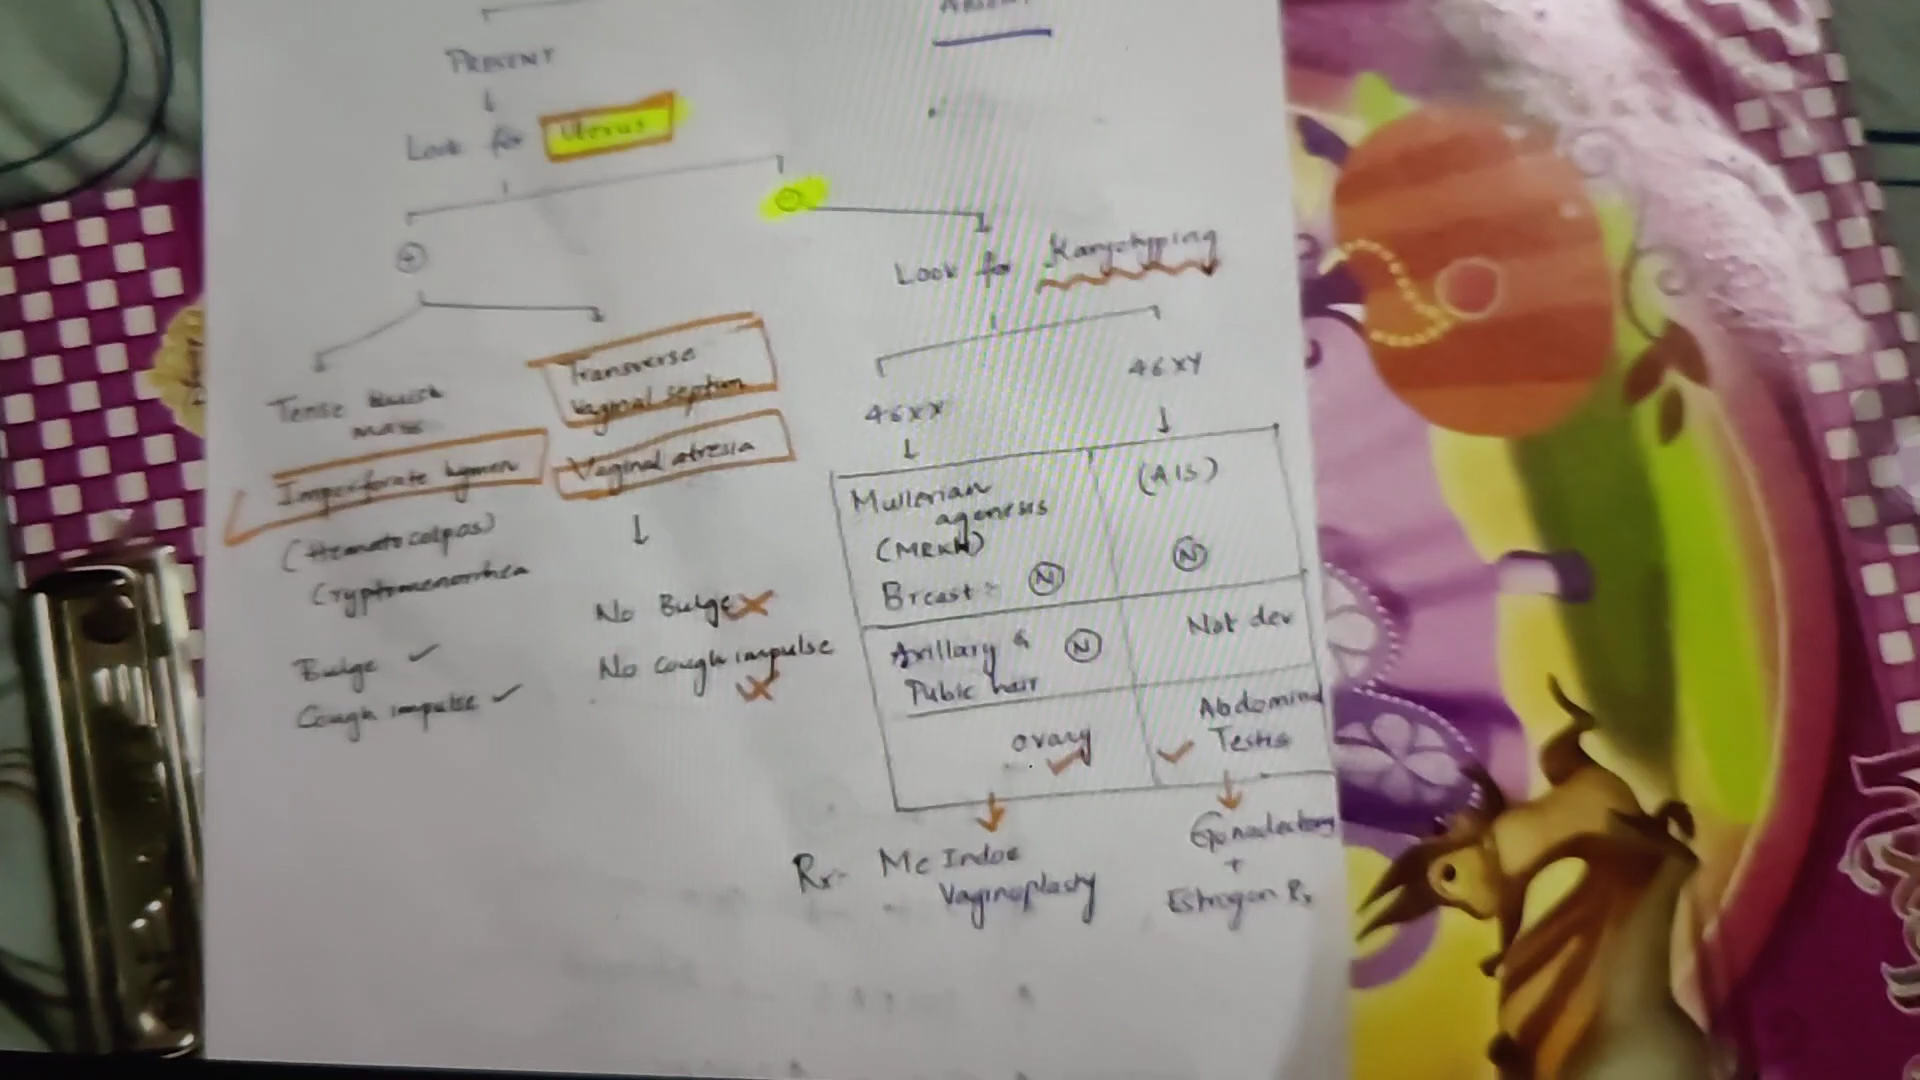 ABSENT
PRESENT
Look for Uterus
Look for Karyotyping
Tense
mass
Imperforate hymen
(Hematocolpos)
Cryptomenorrhea
Bulge ✓
Cough impulse ✓
Transverse
Vaginal septum
Vaginal atresia
No Bulge ✗
No cough impulse
✗
46XX
46XY
Mullerian
agenesis
(MRKH)
Breast: N
(AIS)
N
Axillary &
Pubic hair
N
Not dev
ovary
Abdomind
Testis
Rx- Mc Indoe
Vaginoplasty
Gonadectomy
+
Estrogen Rx